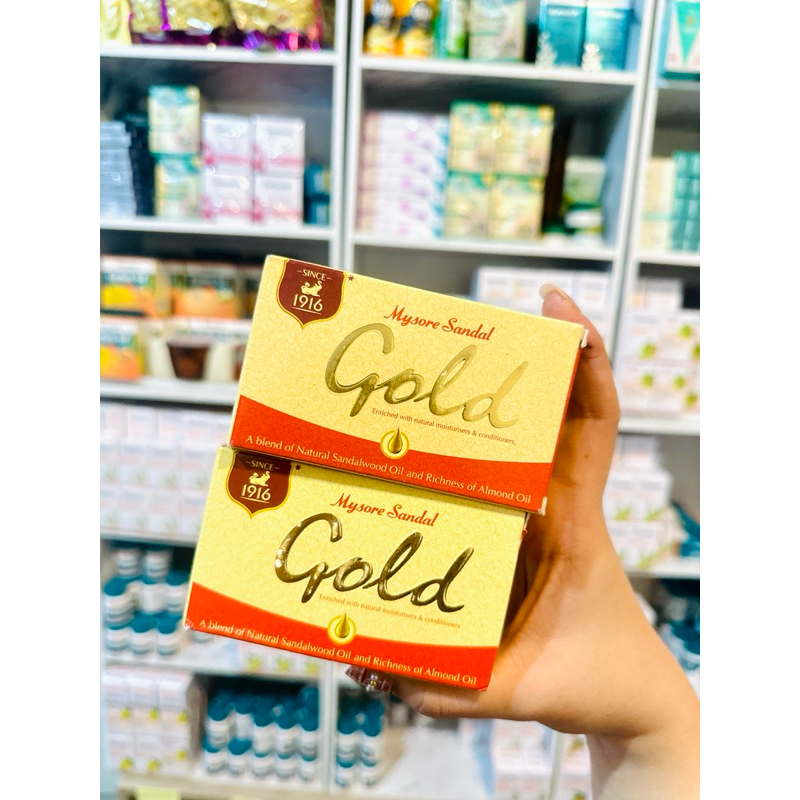 -SINCE-
1916
Mysore Sandal
Gold
Enriched with natural moisturisers & conditioners.
A blend of Natural Sandalwood Oil and Richness of Almond Oil
-SINCE-
1916
Mysore Sandal
Gold
Enriched with natural moisturisers & conditioners
A blend of Natural Sandalwood Oil and Richness of Almond Oil